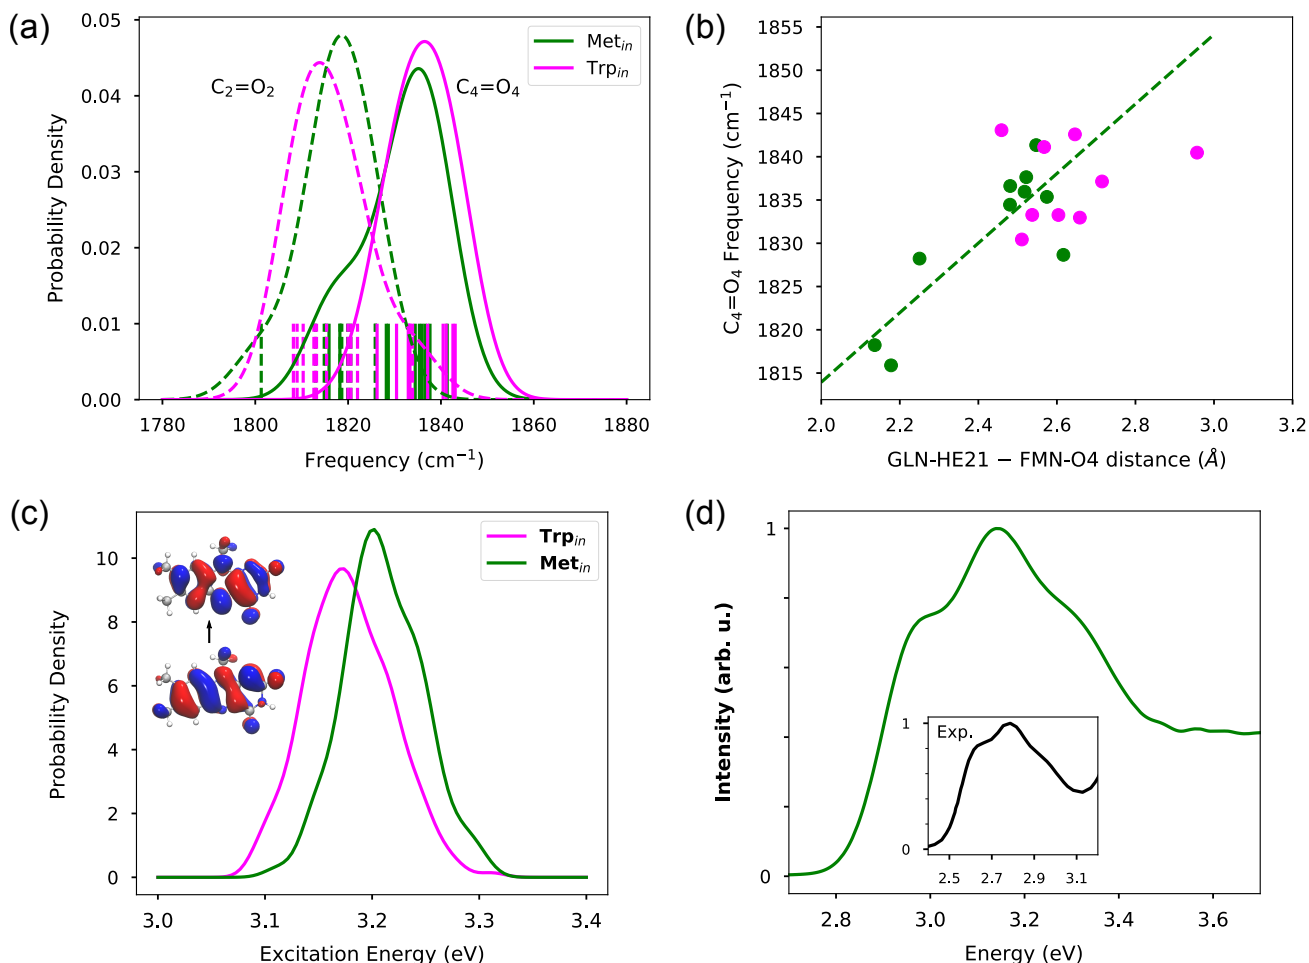 (a)
0.05
0.04
0.03
0.02
0.01
0.00
Probability Density
C₂=O₂
C₄=O₄
Met_in
Trp_in
1780 1800 1820 1840 1860 1880
Frequency (cm⁻¹)
(b)
1855
1850
1845
1840
1835
1830
1825
1820
1815
C₄=O₄ Frequency (cm⁻¹)
2.0 2.2 2.4 2.6 2.8 3.0 3.2
GLN-HE21 − FMN-O4 distance (Å)
(c)
10
8
6
4
2
0
Probability Density
Trp_in
Met_in
3.0 3.1 3.2 3.3 3.4
Excitation Energy (eV)
(d)
1
0
Intensity (arb. u.)
Exp.
1
0
2.5 2.7 2.9 3.1
2.8 3.0 3.2 3.4 3.6
Energy (eV)